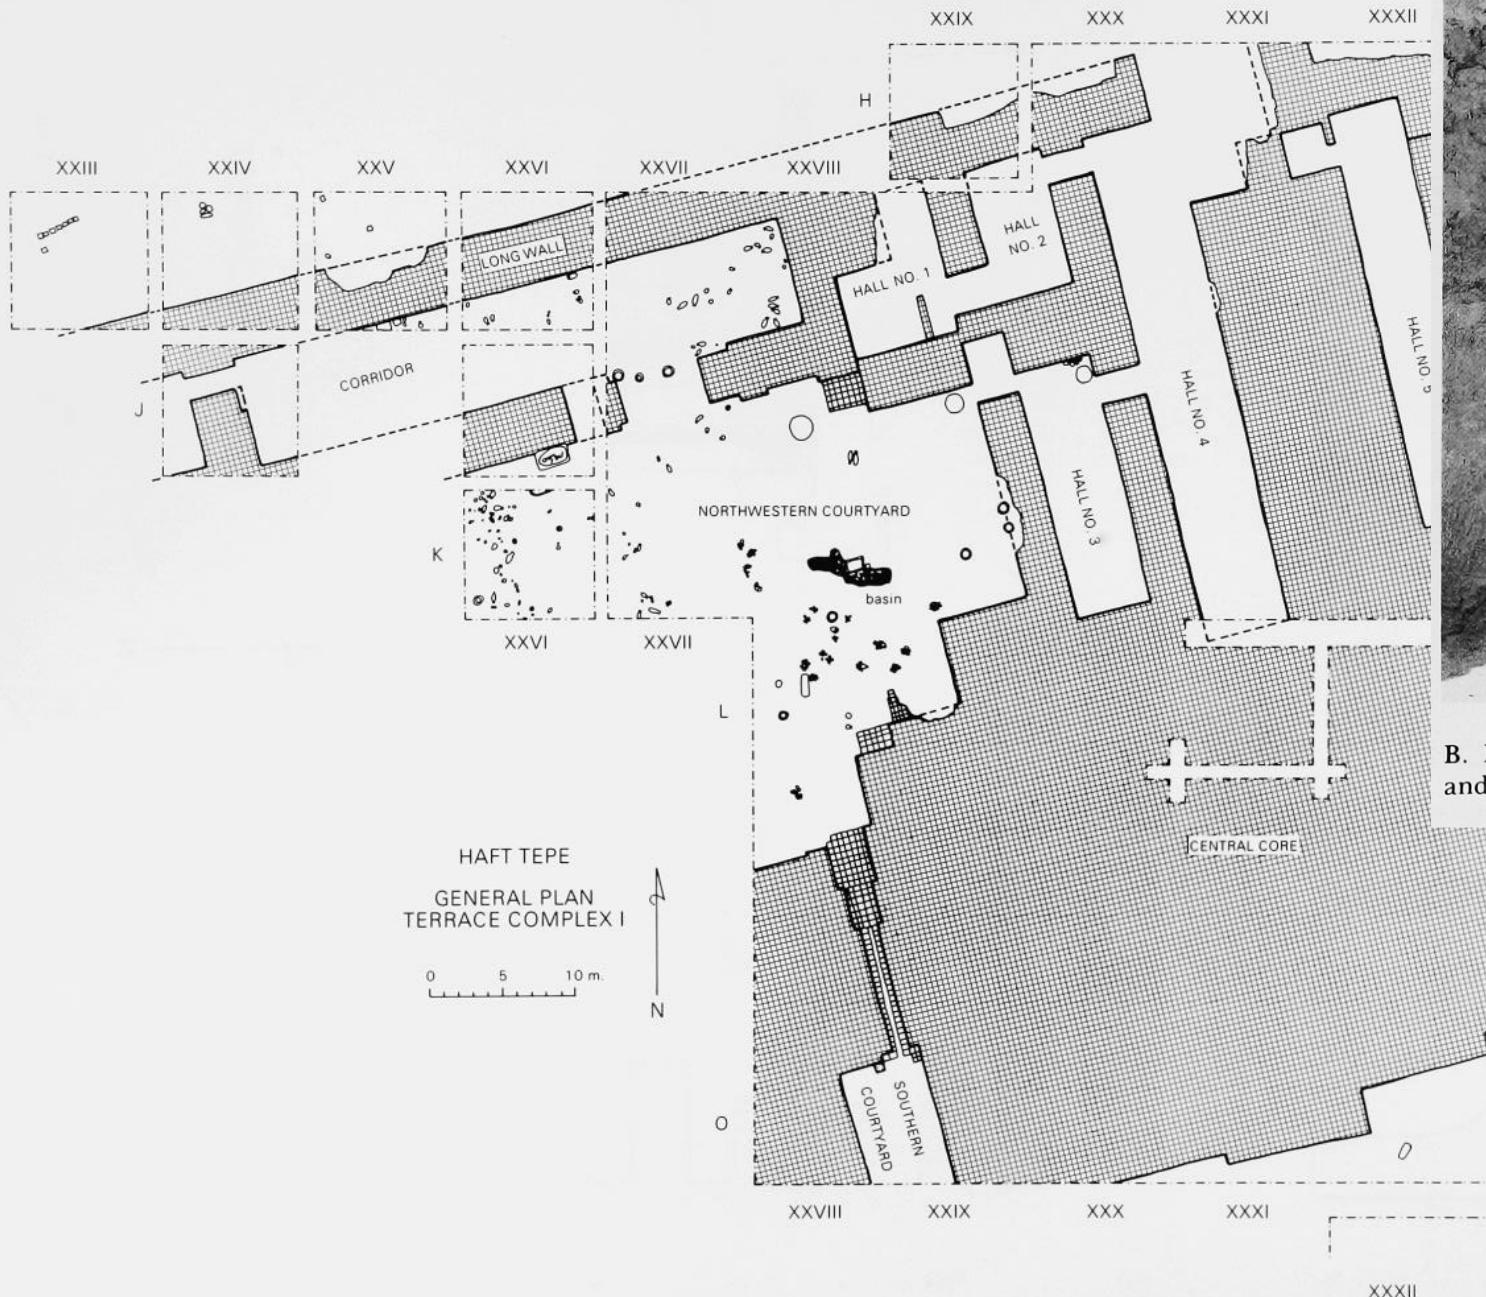 XXIX XXX XXXI XXXII
H
XXIII XXIV XXV XXVI XXVII XXVIII
LONG WALL
HALL
NO. 2
HALL NO. 1
CORRIDOR
J
HALL NO. 5
HALL NO. 4
HALL NO. 3
NORTHWESTERN COURTYARD
K
basin
XXVI XXVII
L
B.
and
CENTRAL CORE
HAFT TEPE
GENERAL PLAN
TERRACE COMPLEX I
0 5 10 m.
N
SOUTHERN
COURTYARD
O
XXVIII XXIX XXX XXXI
XXXII